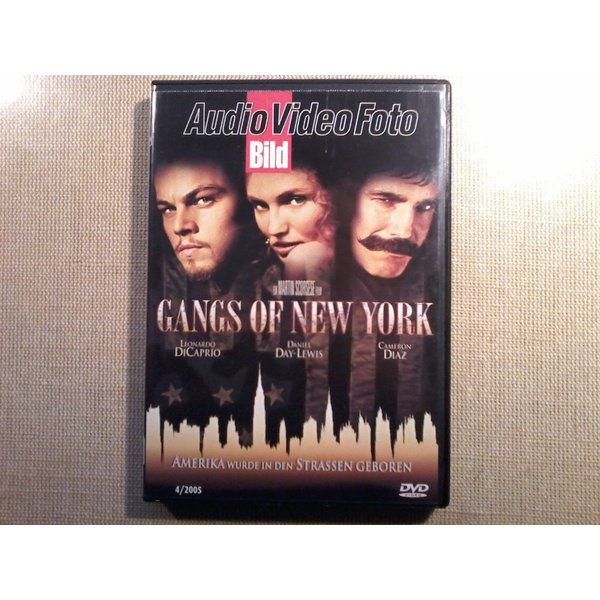 Audio Video Foto
Bild
EIN MARTIN SCORSESE FILM
GANGS OF NEW YORK
LEONARDO DANIEL CAMERON
DICAPRIO DAY-LEWIS DIAZ
AMERIKA WURDE IN DEN STRASSEN GEBOREN
4/2005
DVD
VIDEO